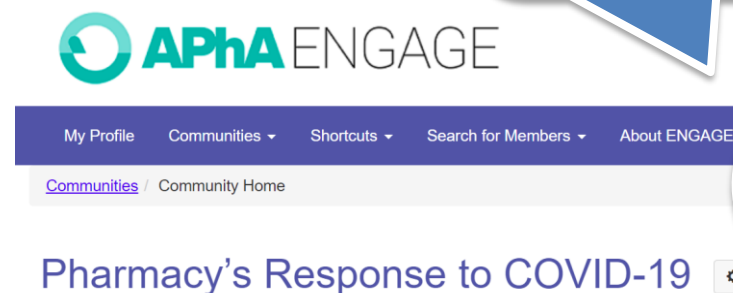 APhA ENGAGE
My Profile Communities Shortcuts Search for Members About ENGAGE
Communities / Community Home
Pharmacy's Response to COVID-19